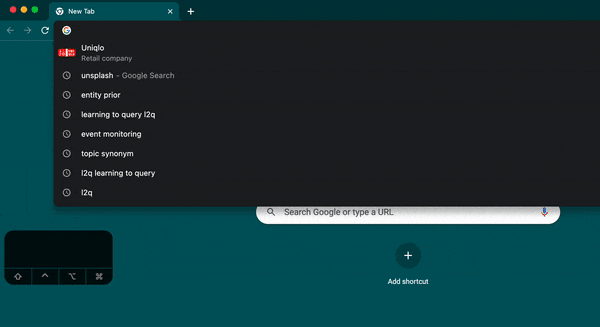 New Tab
Uniqlo
Retail company
unsplash – Google Search
entity prior
learning to query l2q
event monitoring
topic synonym
l2q learning to query
l2q
Search Google or type a URL
Add shortcut